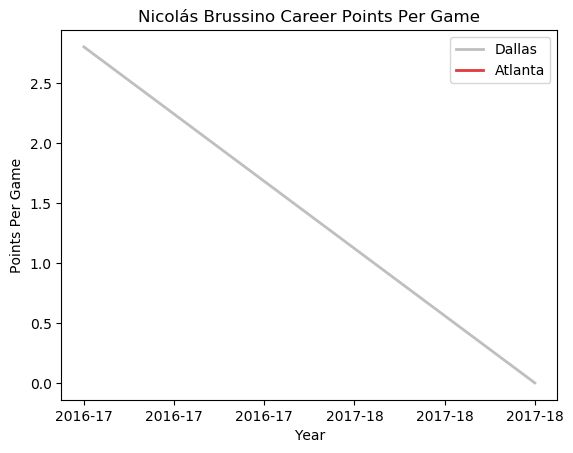 Nicolás Brussino Career Points Per Game
Dallas
Atlanta
Points Per Game
2.5
2.0
1.5
1.0
0.5
0.0
2016-17 2016-17 2016-17 2017-18 2017-18 2017-18
Year